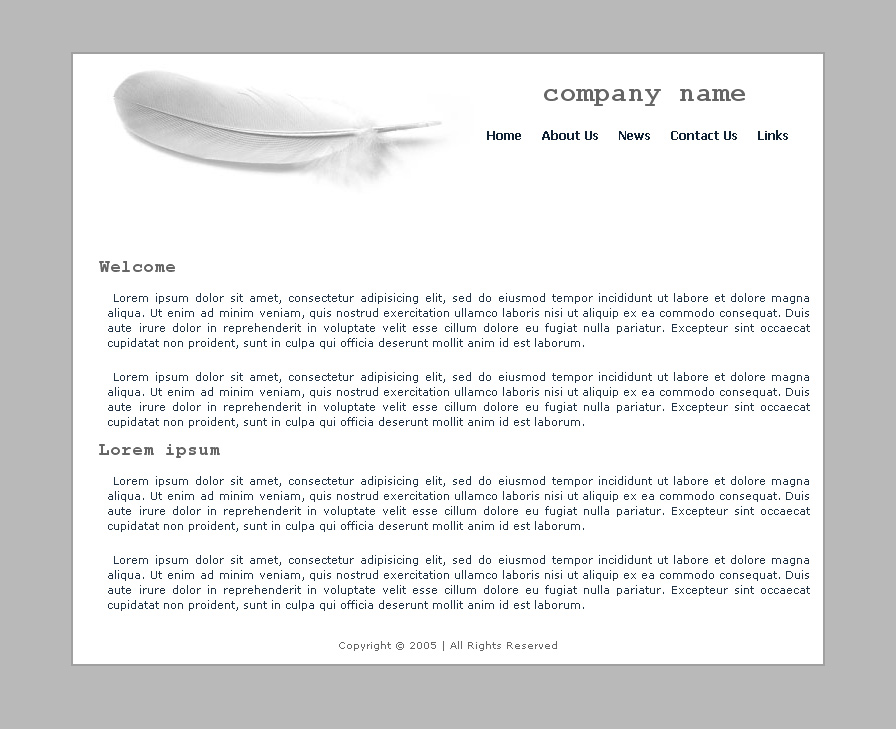 company name
Home About Us News Contact Us Links
Welcome
Lorem ipsum dolor sit amet, consectetur adipisicing elit, sed do eiusmod tempor incididunt ut labore et dolore magna
aliqua. Ut enim ad minim veniam, quis nostrud exercitation ullamco laboris nisi ut aliquip ex ea commodo consequat. Duis
aute irure dolor in reprehenderit in voluptate velit esse cillum dolore eu fugiat nulla pariatur. Excepteur sint occaecat
cupidatat non proident, sunt in culpa qui officia deserunt mollit anim id est laborum.
Lorem ipsum dolor sit amet, consectetur adipisicing elit, sed do eiusmod tempor incididunt ut labore et dolore magna
aliqua. Ut enim ad minim veniam, quis nostrud exercitation ullamco laboris nisi ut aliquip ex ea commodo consequat. Duis
aute irure dolor in reprehenderit in voluptate velit esse cillum dolore eu fugiat nulla pariatur. Excepteur sint occaecat
cupidatat non proident, sunt in culpa qui officia deserunt mollit anim id est laborum.
Lorem ipsum
Lorem ipsum dolor sit amet, consectetur adipisicing elit, sed do eiusmod tempor incididunt ut labore et dolore magna
aliqua. Ut enim ad minim veniam, quis nostrud exercitation ullamco laboris nisi ut aliquip ex ea commodo consequat. Duis
aute irure dolor in reprehenderit in voluptate velit esse cillum dolore eu fugiat nulla pariatur. Excepteur sint occaecat
cupidatat non proident, sunt in culpa qui officia deserunt mollit anim id est laborum.
Lorem ipsum dolor sit amet, consectetur adipisicing elit, sed do eiusmod tempor incididunt ut labore et dolore magna
aliqua. Ut enim ad minim veniam, quis nostrud exercitation ullamco laboris nisi ut aliquip ex ea commodo consequat. Duis
aute irure dolor in reprehenderit in voluptate velit esse cillum dolore eu fugiat nulla pariatur. Excepteur sint occaecat
cupidatat non proident, sunt in culpa qui officia deserunt mollit anim id est laborum.
Copyright © 2005 | All Rights Reserved